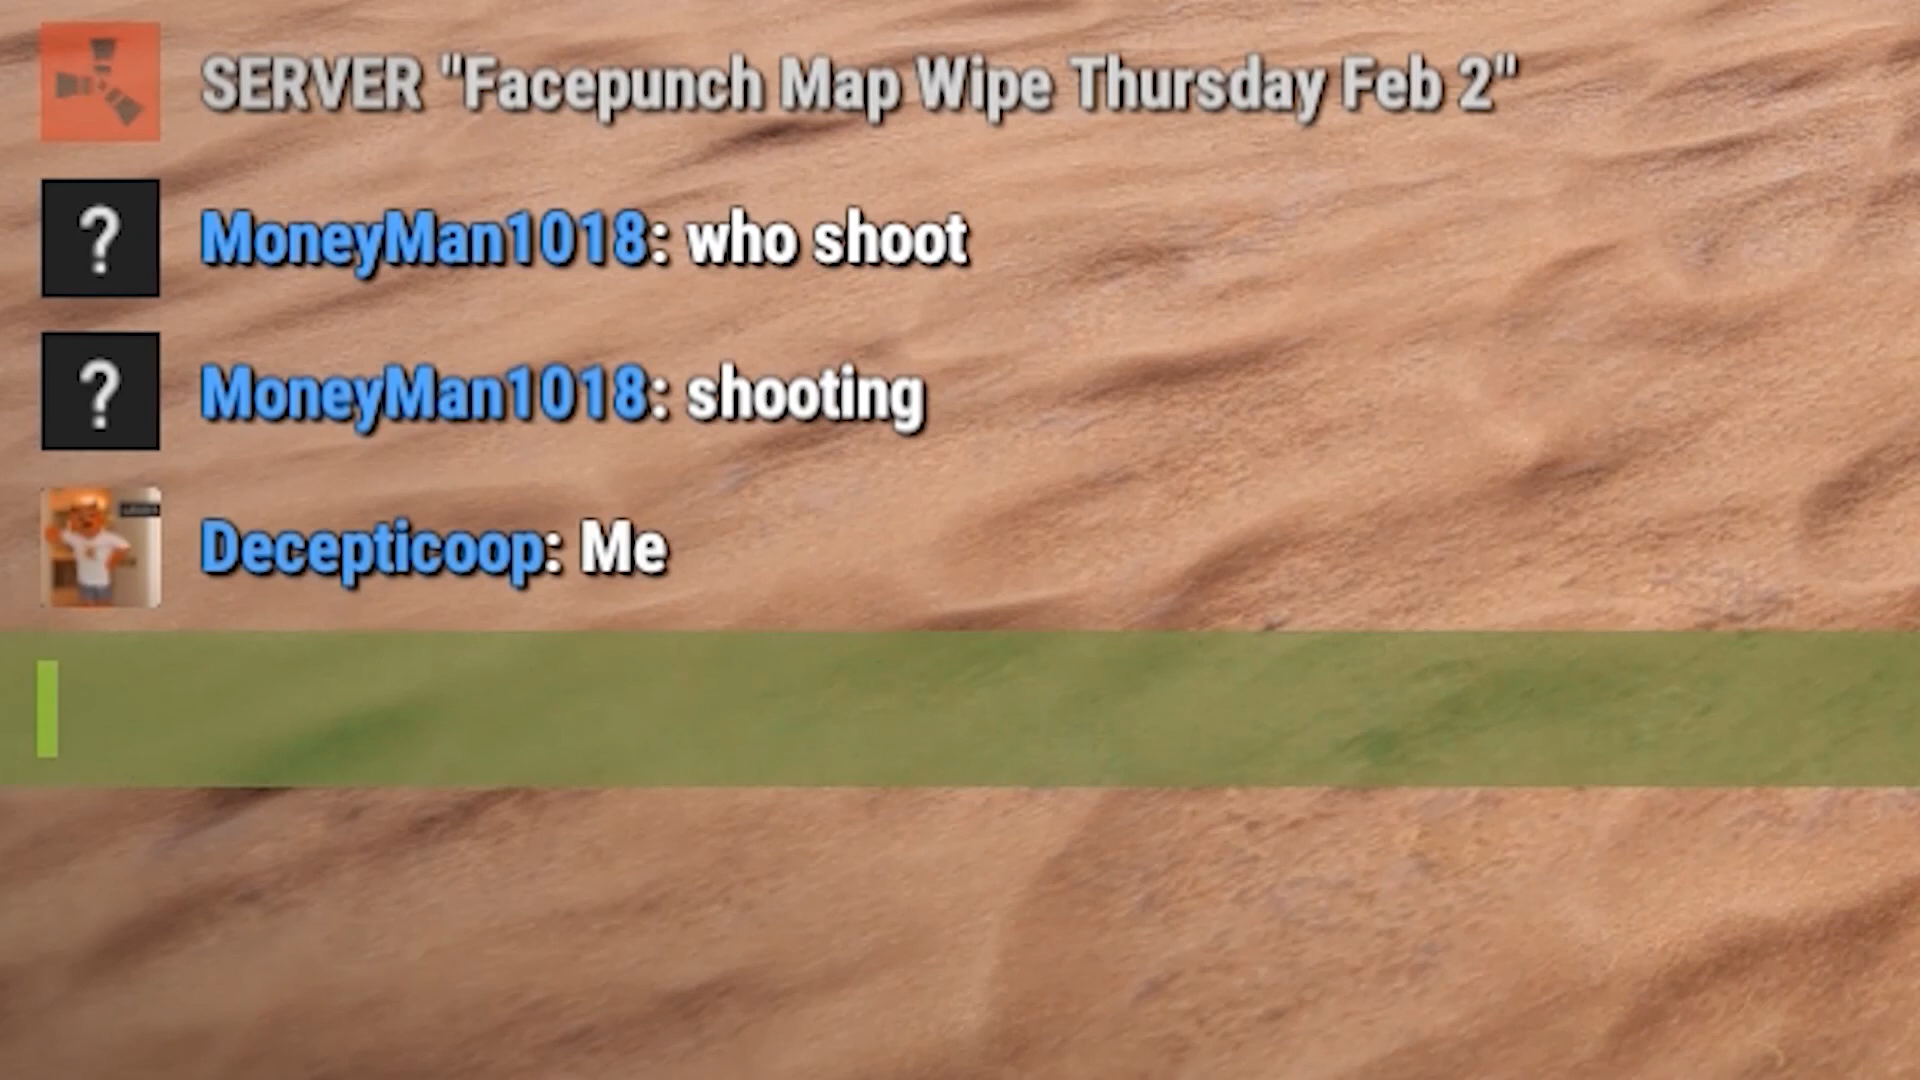 SERVER "Facepunch Map Wipe Thursday Feb 2"
?
MoneyMan1018: who shoot
?
MoneyMan1018: shooting
Decepticoop: Me